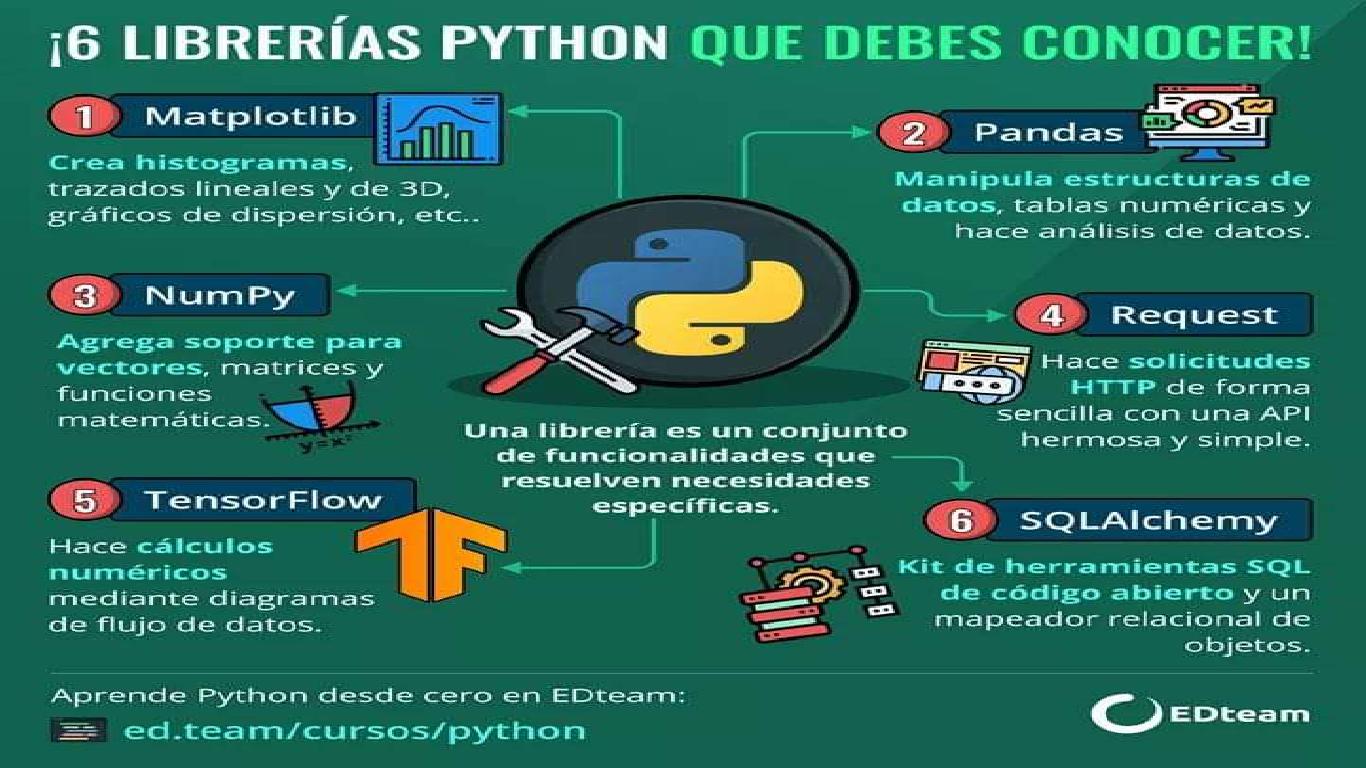 ¡6 LIBRERÍAS PYTHON QUE DEBES CONOCER!
1 Matplotlib
Crea histogramas,
trazados lineales y de 3D,
gráficos de dispersión, etc..
2 Pandas
Manipula estructuras de
datos, tablas numéricas y
hace análisis de datos.
3 NumPy
Agrega soporte para
vectores, matrices y
funciones
matemáticas.
y=x²
4 Request
Hace solicitudes
HTTP de forma
sencilla con una API
hermosa y simple.
Una librería es un conjunto
de funcionalidades que
resuelven necesidades
específicas.
5 TensorFlow
Hace cálculos
numéricos
mediante diagramas
de flujo de datos.
6 SQLAlchemy
Kit de herramientas SQL
de código abierto y un
mapeador relacional de
objetos.
Aprende Python desde cero en EDteam:
ed.team/cursos/python
EDteam